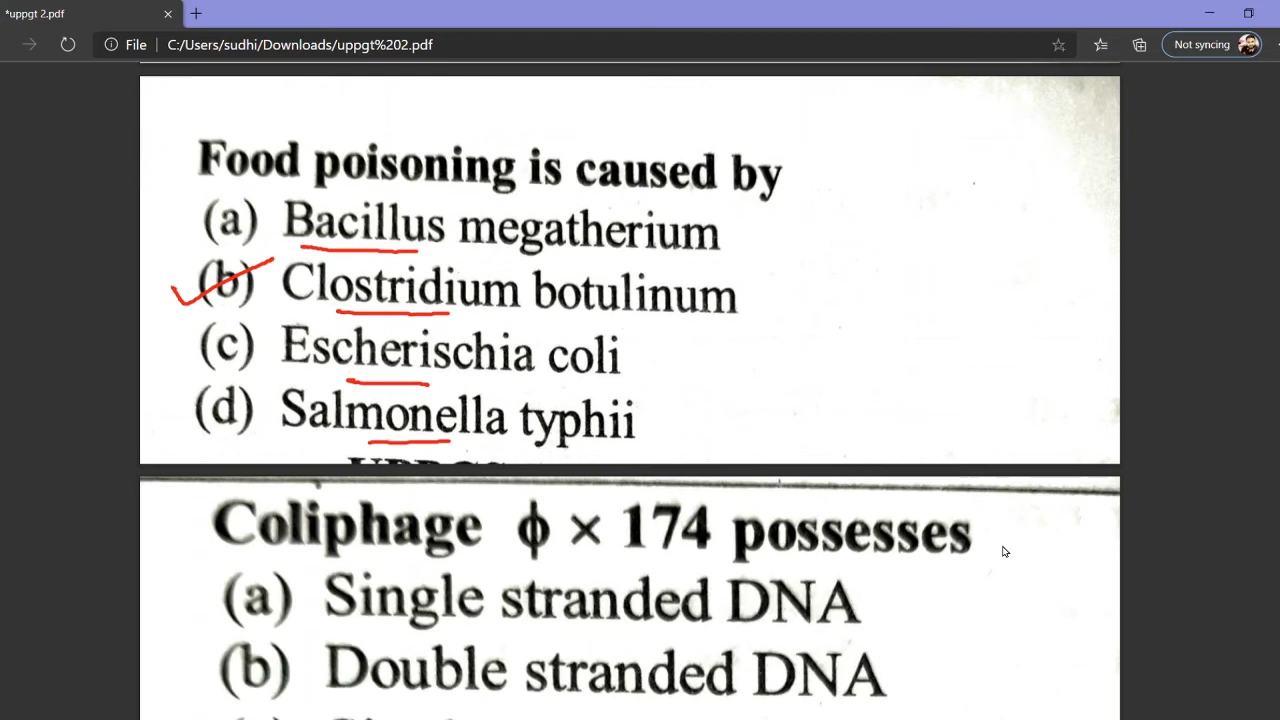 *uppgt 2.pdf
File C:/Users/sudhi/Downloads/uppgt%202.pdf
Not syncing
Food poisoning is caused by
(a) Bacillus megatherium
(b) Clostridium botulinum
(c) Escherischia coli
(d) Salmonella typhii
Coliphage ϕ × 174 possesses
(a) Single stranded DNA
(b) Double stranded DNA